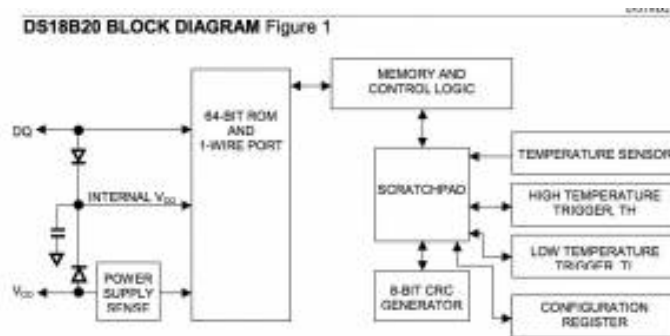 DS18B20 BLOCK DIAGRAM Figure 1
MEMORY AND
CONTROL LOGIC
64-BIT ROM
AND
1-WIRE PORT
DQ
INTERNAL VDD
VDD
POWER
SUPPLY
SENSE
SCRATCHPAD
8-BIT CRC
GENERATOR
TEMPERATURE SENSOR
HIGH TEMPERATURE
TRIGGER, TH
LOW TEMPERATURE
TRIGGER, TL
CONFIGURATION
REGISTER